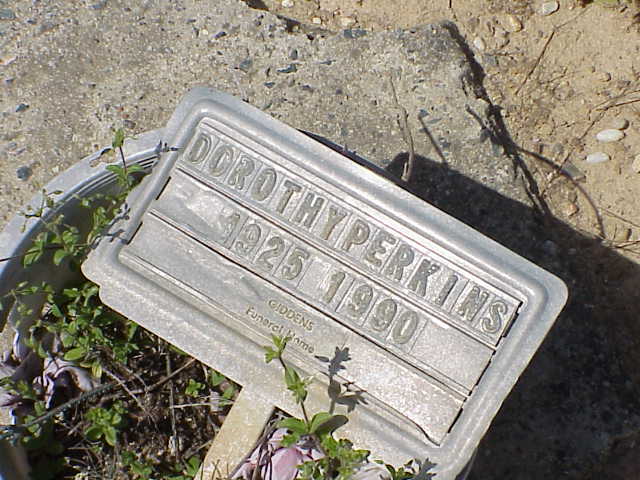 DOROTHY PERKINS
1925 1990
GIDDENS
Funeral Home